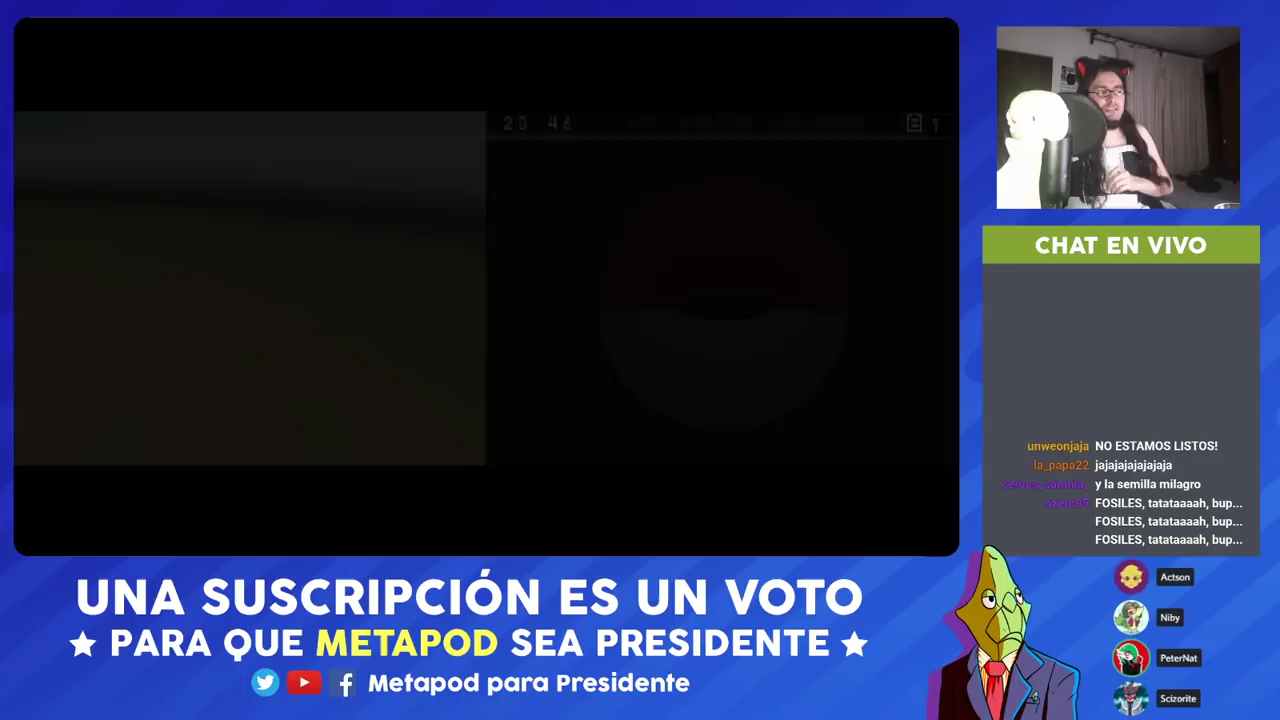 20 46
CHAT EN VIVO
unweonjaja NO ESTAMOS LISTOS!
la_papa22 jajajajajajaja
y la semilla milagro
nzero95 FOSILES, tatataaaah, bup...
FOSILES, tatataaaah, bup...
FOSILES, tatataaaah, bup...
UNA SUSCRIPCIÓN ES UN VOTO
★ PARA QUE METAPOD SEA PRESIDENTE ★
Metapod para Presidente
Actson
Niby
PeterNat
Scizorite